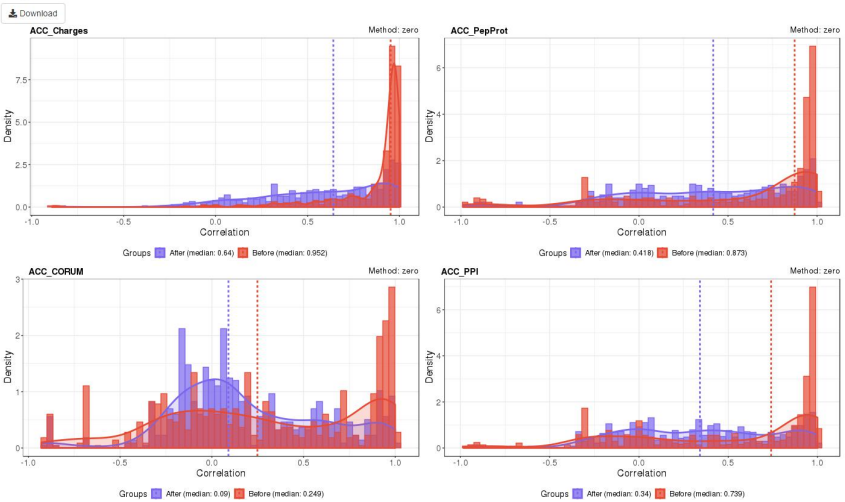 Download
ACC_Charges
Method: zero
Density
7.5
5.0
2.5
0.0
-1.0
-0.5
0.0
0.5
1.0
Correlation
Groups After (median: 0.64) Before (median: 0.952)
ACC_PepProt
Method: zero
Density
6
4
2
0
-1.0
-0.5
0.0
0.5
1.0
Correlation
Groups After (median: 0.418) Before (median: 0.873)
ACC_CORUM
Method: zero
Density
3
2
1
0
-1.0
-0.5
0.0
0.5
1.0
Correlation
Groups After (median: 0.09) Before (median: 0.249)
ACC_PPI
Method: zero
Density
6
4
2
0
-1.0
-0.5
0.0
0.5
1.0
Correlation
Groups After (median: 0.34) Before (median: 0.739)